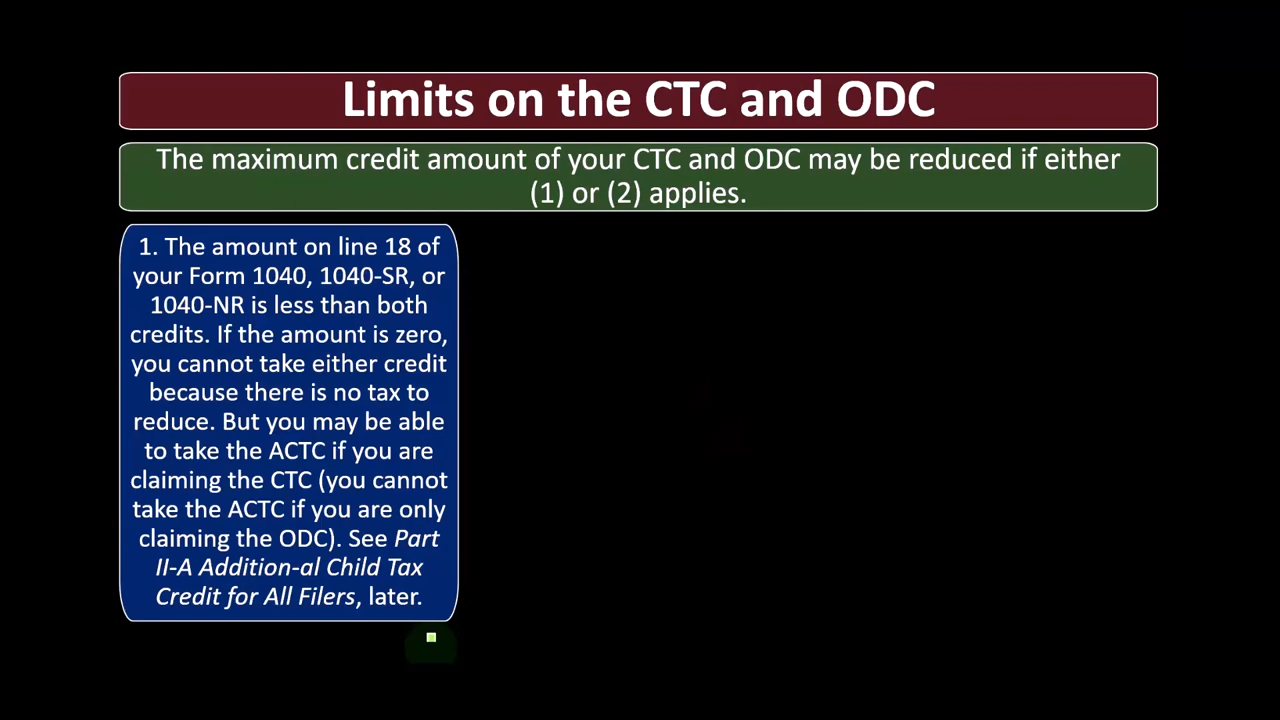 Limits on the CTC and ODC
The maximum credit amount of your CTC and ODC may be reduced if either
(1) or (2) applies.
1. The amount on line 18 of
your Form 1040, 1040-SR, or
1040-NR is less than both
credits. If the amount is zero,
you cannot take either credit
because there is no tax to
reduce. But you may be able
to take the ACTC if you are
claiming the CTC (you cannot
take the ACTC if you are only
claiming the ODC). See Part
II-A Addition-al Child Tax
Credit for All Filers, later.